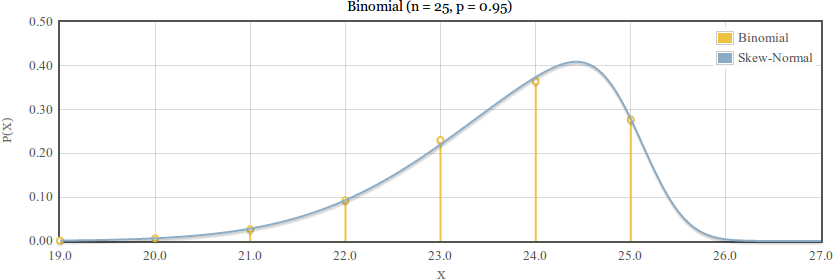 Binomial (n = 25, p = 0.95)
0.50
Binomial
Skew-Normal
0.40
0.30
P(X)
0.20
0.10
0.00
19.0 20.0 21.0 22.0 23.0 24.0 25.0 26.0 27.0
X